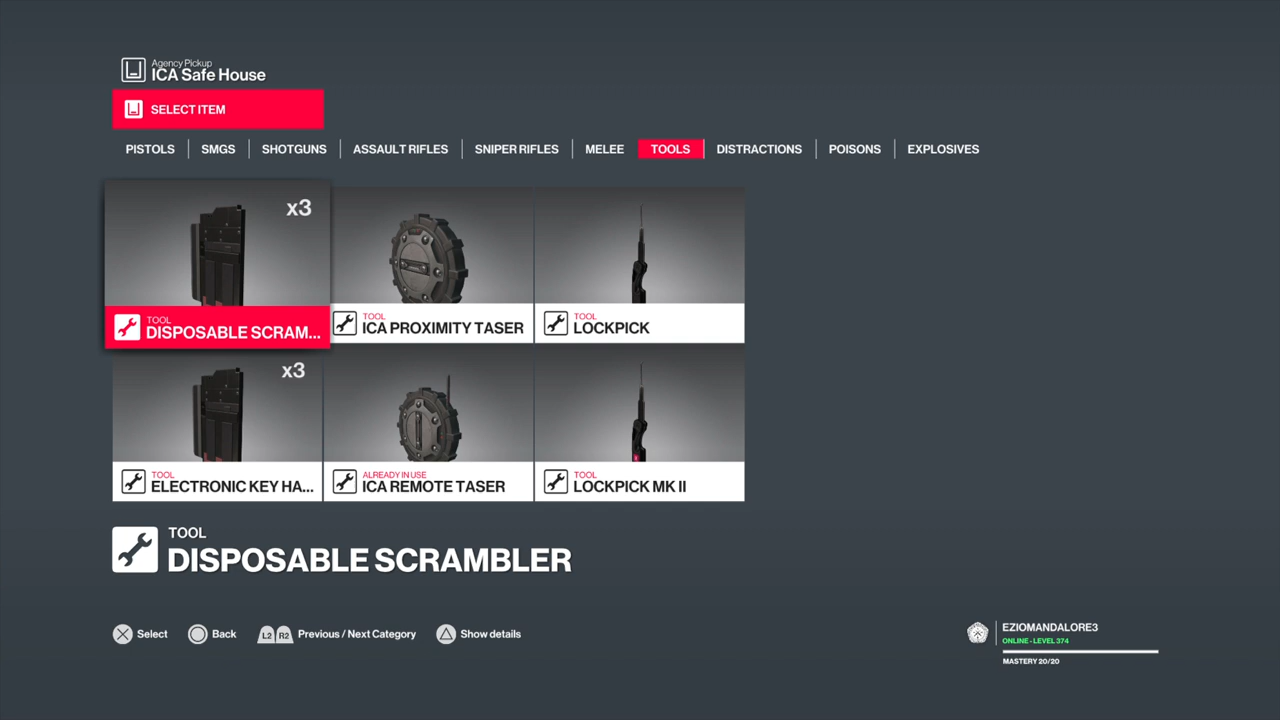 Agency Pickup
ICA Safe House
SELECT ITEM
PISTOLS SMGS SHOTGUNS ASSAULT RIFLES SNIPER RIFLES MELEE TOOLS DISTRACTIONS POISONS EXPLOSIVES
x3
TOOL
DISPOSABLE SCRAM...
TOOL
ICA PROXIMITY TASER
TOOL
LOCKPICK
x3
TOOL
ELECTRONIC KEY HA...
ALREADY IN USE
ICA REMOTE TASER
TOOL
LOCKPICK MK II
TOOL
DISPOSABLE SCRAMBLER
Select Back L2 R2 Previous / Next Category Show details
EZIOMANDALORE3
ONLINE - LEVEL 374
MASTERY 20/20